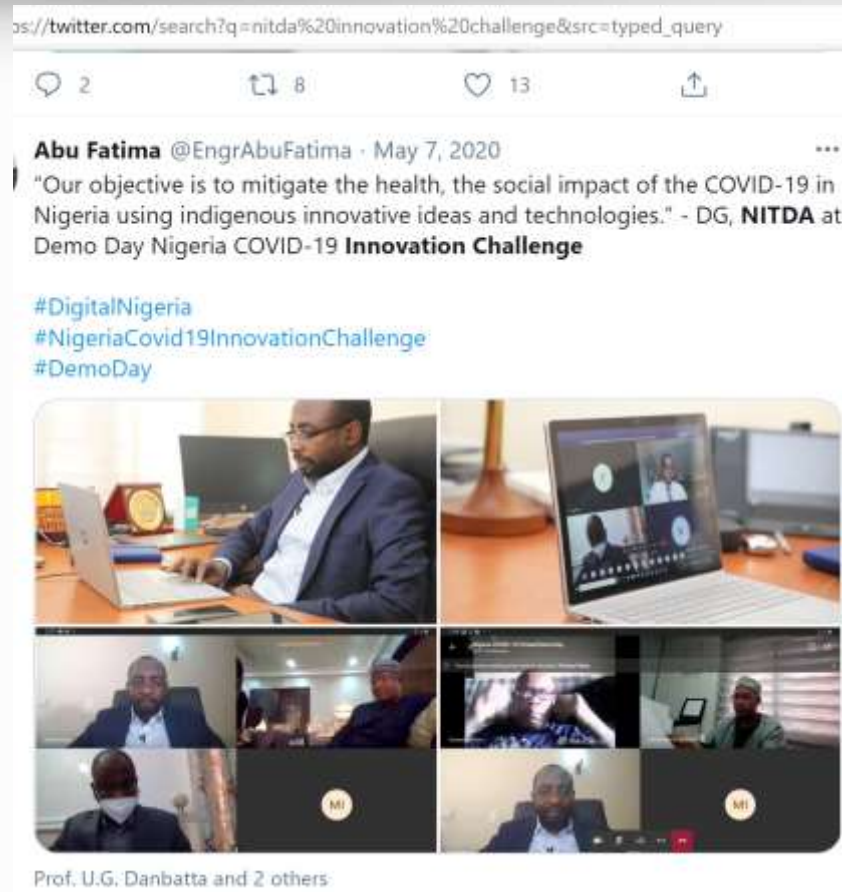 ps://twitter.com/search?q=nitda%20innovation%20challenge&src=typed_query
2 8 13
Abu Fatima @EngrAbuFatima · May 7, 2020
"Our objective is to mitigate the health, the social impact of the COVID-19 in
Nigeria using indigenous innovative ideas and technologies." - DG, NITDA at
Demo Day Nigeria COVID-19 Innovation Challenge
#DigitalNigeria
#NigeriaCovid19InnovationChallenge
#DemoDay
MI
MI
Prof. U.G. Danbatta and 2 others